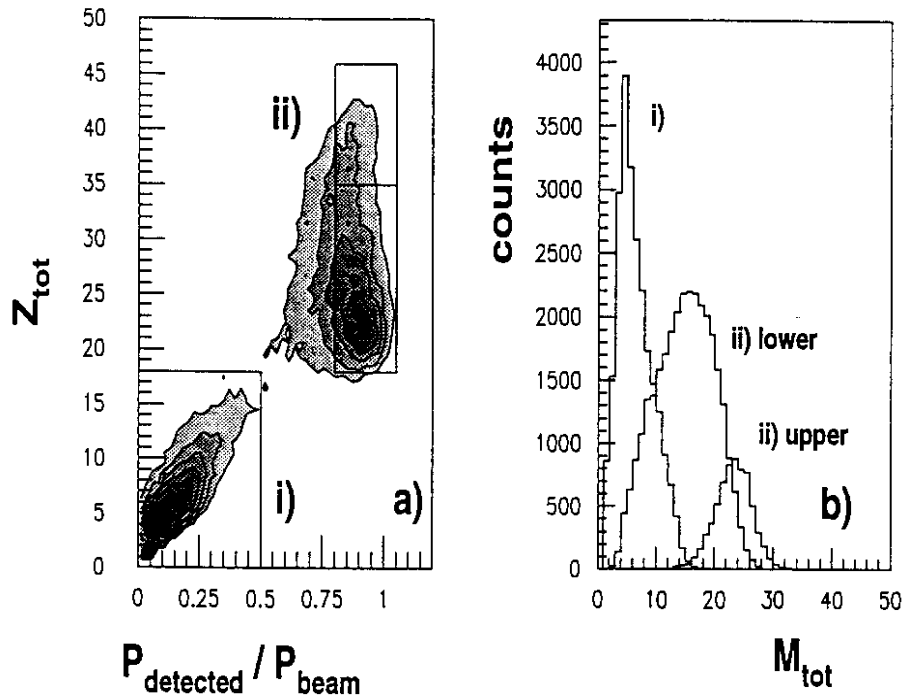 50
45
40
35
30
25
20
15
10
5
0
Z_tot
ii)
i)
a)
0 0.25 0.5 0.75 1
P_detected / P_beam
4000
3500
3000
2500
2000
1500
1000
500
0
counts
i)
ii) lower
ii) upper
b)
0 10 20 30 40 50
M_tot